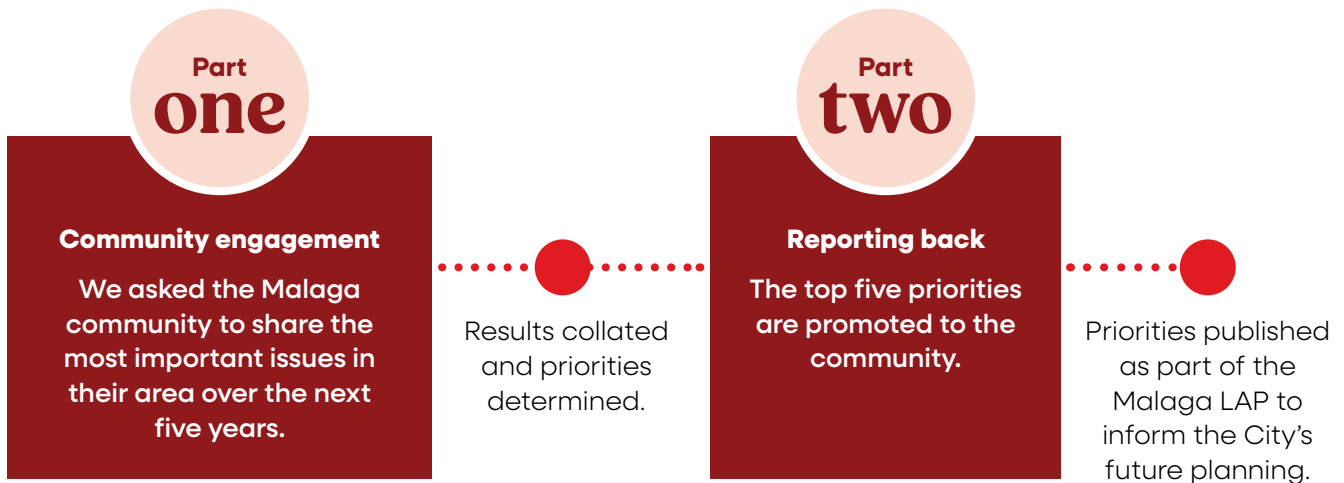 Part
one
Community engagement
We asked the Malaga
community to share the
most important issues in
their area over the next
five years.
Results collated
and priorities
determined.
Part
two
Reporting back
The top five priorities
are promoted to the
community.
Priorities published
as part of the
Malaga LAP to
inform the City’s
future planning.